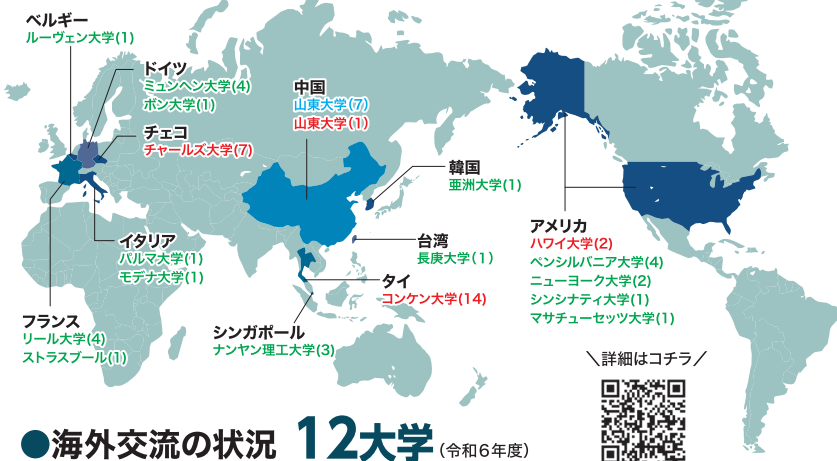 ベルギー
ルーヴェン大学(1)
ドイツ
ミュンヘン大学(4)
ボン大学(1)
チェコ
チャールズ大学(7)
中国
山東大学(7)
山東大学(1)
韓国
亜洲大学(1)
イタリア
パルマ大学(1)
モデナ大学(1)
台湾
長庚大学(1)
タイ
コンケン大学(14)
アメリカ
ハワイ大学(2)
ペンシルバニア大学(4)
ニューヨーク大学(2)
シンシナティ大学(1)
マサチューセッツ大学(1)
フランス
リール大学(4)
ストラスブール(1)
シンガポール
ナンヤン理工大学(3)
＼詳細はコチラ／
●海外交流の状況 12大学(令和6年度)